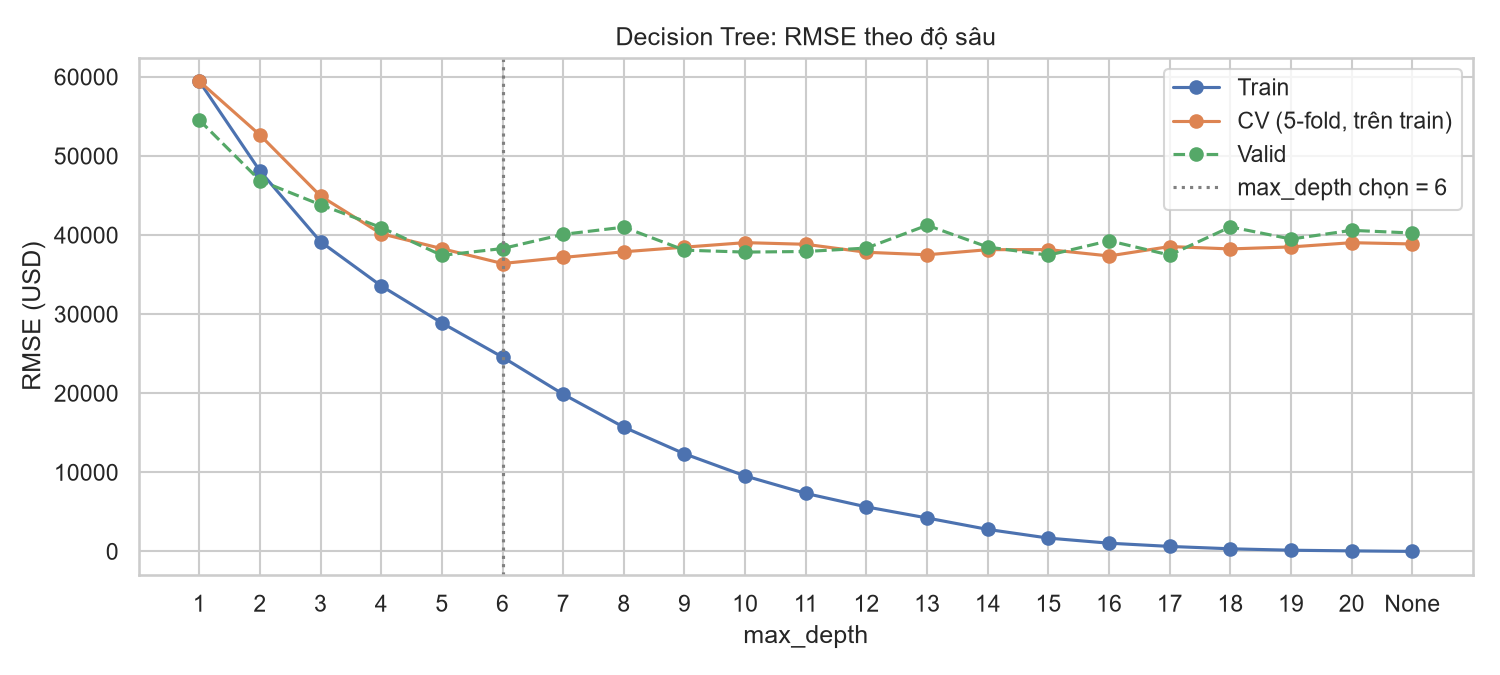 Decision Tree: RMSE theo độ sâu
Train
CV (5-fold, trên train)
Valid
max_depth chọn = 6
RMSE (USD)
60000
50000
40000
30000
20000
10000
0
1 2 3 4 5 6 7 8 9 10 11 12 13 14 15 16 17 18 19 20 None
max_depth